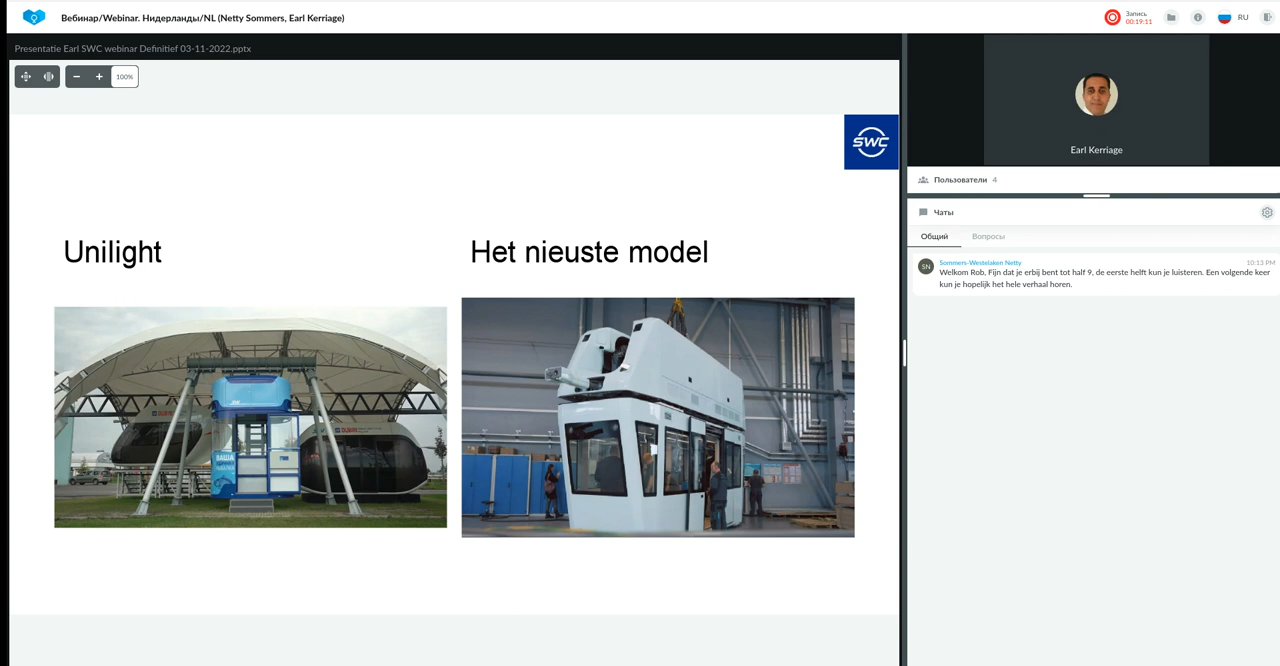 Вебинар/Webinar. Нидерланды/NL (Netty Sommers, Earl Kerriage)
Запись
00:19:11
RU
Presentatie Earl SWC webinar Definitief 03-11-2022.pptx
100%
SWC
Unilight
Het nieuste model
ВАША
Earl Kerriage
Пользователи 4
Чаты
Общий
Вопросы
SN
Sommers-Westelaken Netty
10:13 PM
Welkom Rob, Fijn dat je erbij bent tot half 9, de eerste helft kun je luisteren. Een volgende keer
kun je hopelijk het hele verhaal horen.